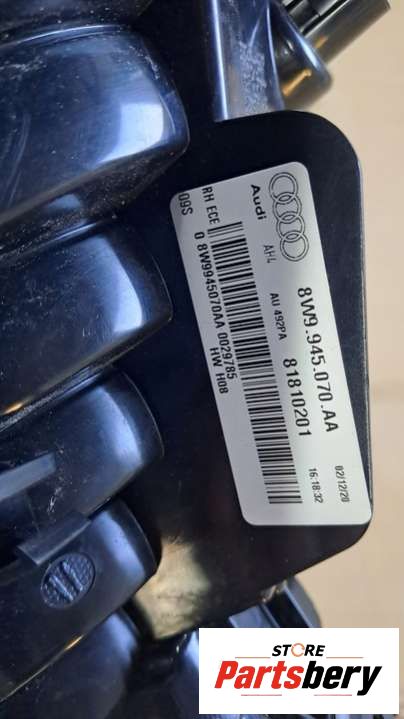 Audi
AHL
8W9.945.070.AA
AU 492PA
81810201
02/12/20
16:18:32
RH ECE
0 8W9945070AA 0029785
09S
HW H08
STORE
Partsbery